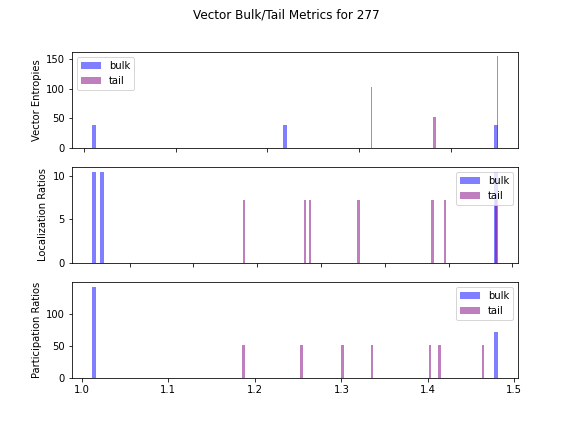 Vector Bulk/Tail Metrics for 277
Vector Entropies
150
100
50
0
bulk
tail
Localization Ratios
10
5
0
bulk
tail
Participation Ratios
100
50
0
bulk
tail
1.0 1.1 1.2 1.3 1.4 1.5